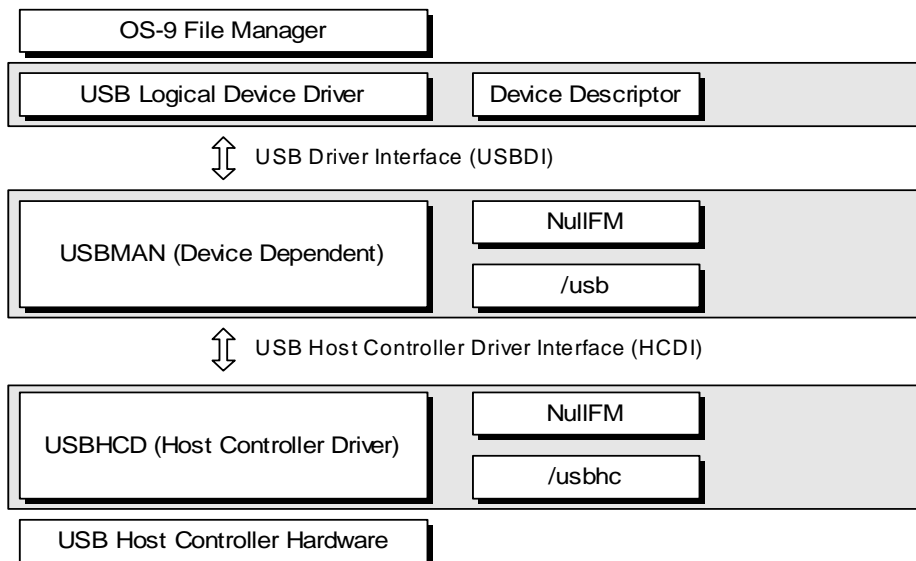 OS-9 File Manager
USB Logical Device Driver
Device Descriptor
USB Driver Interface (USBDI)
USBMAN (Device Dependent)
NullFM
/usb
USB Host Controller Driver Interface (HCDI)
USBHCD (Host Controller Driver)
NullFM
/usbhc
USB Host Controller Hardware